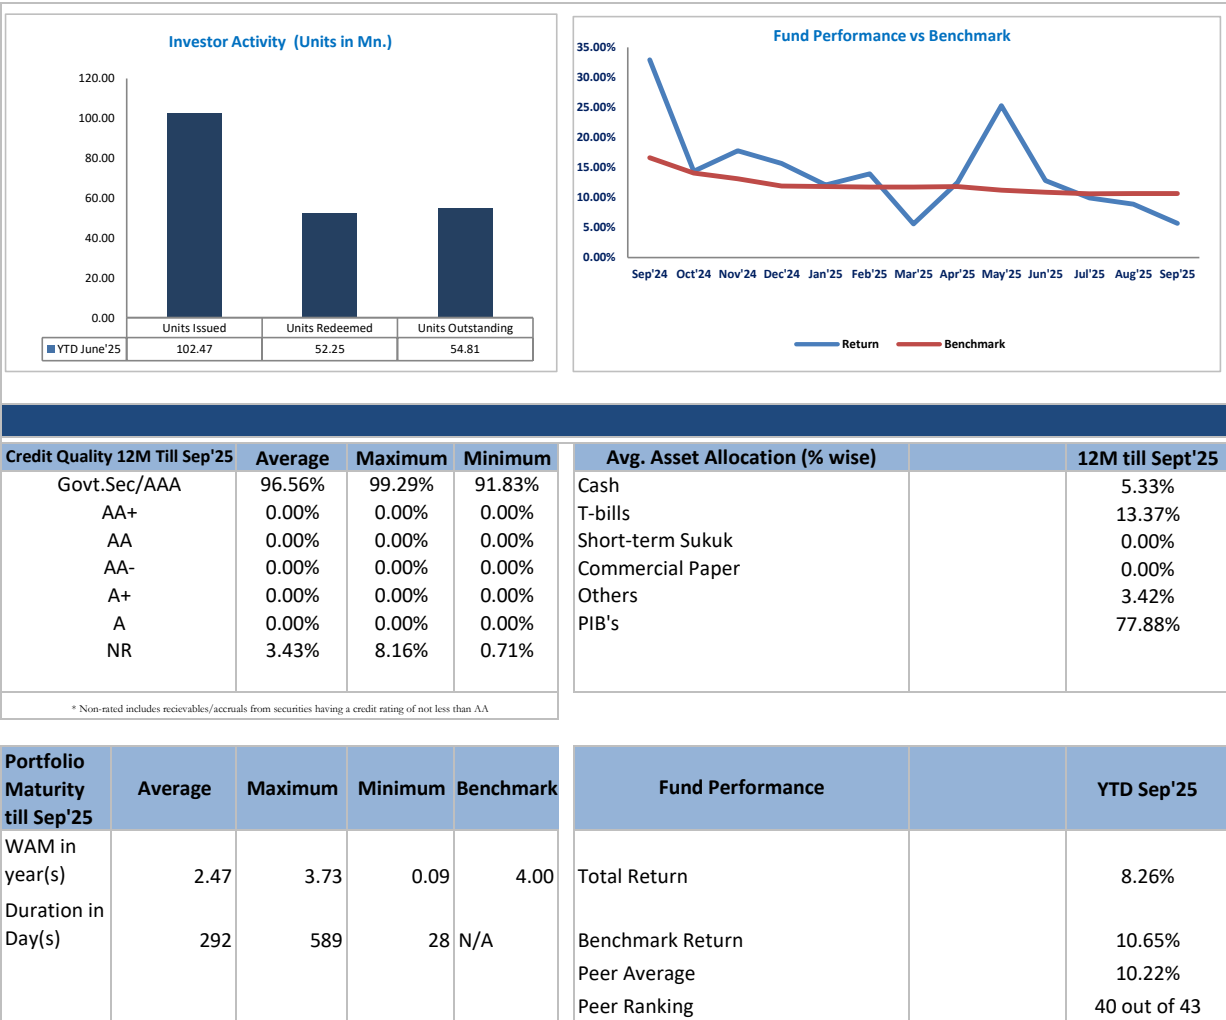 Investor Activity (Units in Mn.)
120.00
100.00
80.00
60.00
40.00
20.00
0.00
Units Issued Units Redeemed Units Outstanding
YTD June'25 102.47 52.25 54.81
Fund Performance vs Benchmark
35.00%
30.00%
25.00%
20.00%
15.00%
10.00%
5.00%
0.00%
Sep'24 Oct'24 Nov'24 Dec'24 Jan'25 Feb'25 Mar'25 Apr'25 May'25 Jun'25 Jul'25 Aug'25 Sep'25
Return Benchmark
Credit Quality 12M Till Sep'25 Average Maximum Minimum
Govt.Sec/AAA 96.56% 99.29% 91.83%
AA+ 0.00% 0.00% 0.00%
AA 0.00% 0.00% 0.00%
AA- 0.00% 0.00% 0.00%
A+ 0.00% 0.00% 0.00%
A 0.00% 0.00% 0.00%
NR 3.43% 8.16% 0.71%
* Non-rated includes recievables/accruals from securities having a credit rating of not less than AA
Avg. Asset Allocation (% wise) 12M till Sept'25
Cash 5.33%
T-bills 13.37%
Short-term Sukuk 0.00%
Commercial Paper 0.00%
Others 3.42%
PIB's 77.88%
Portfolio
Maturity
till Sep'25
Average Maximum Minimum Benchmark
WAM in
year(s) 2.47 3.73 0.09 4.00
Duration in
Day(s) 292 589 28 N/A
Fund Performance YTD Sep'25
Total Return 8.26%
Benchmark Return 10.65%
Peer Average 10.22%
Peer Ranking 40 out of 43